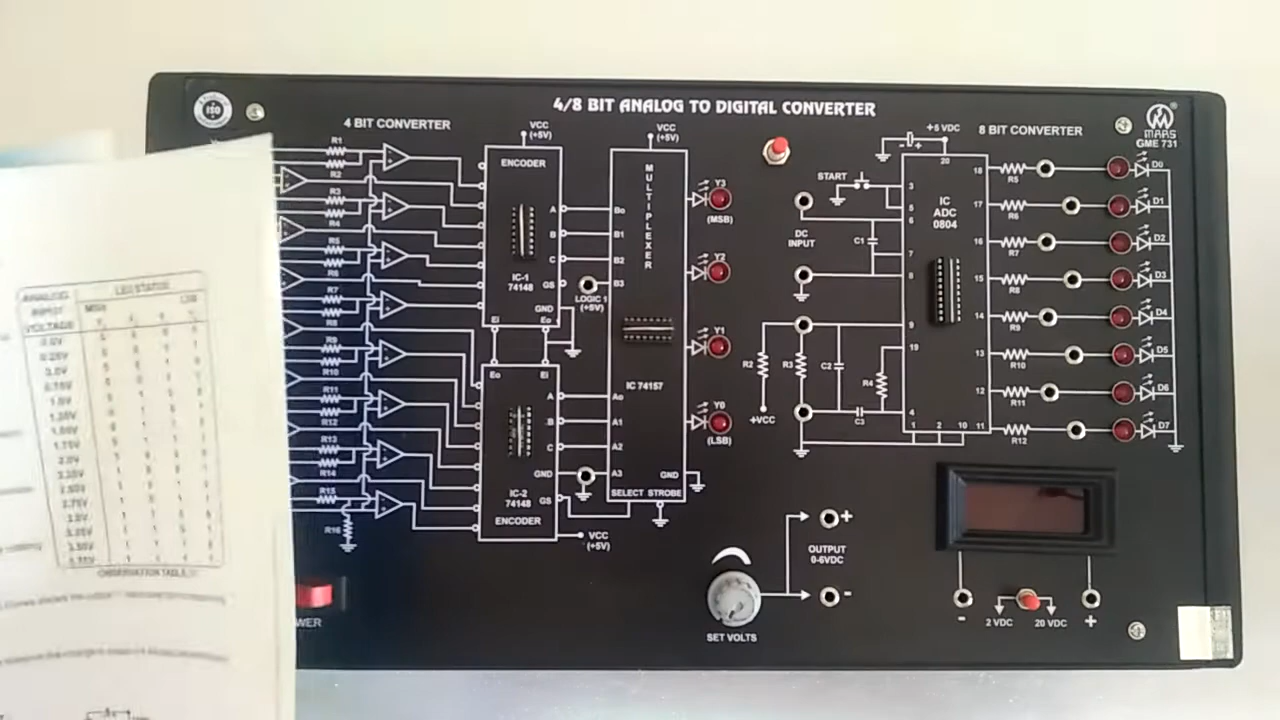 ISO
4/8 BIT ANALOG TO DIGITAL CONVERTER
MARS
GME 731
4 BIT CONVERTER
VCC
(+5V)
VCC
(+5V)
+5 VDC
8 BIT CONVERTER
R1
R2
R3
R4
R5
R6
R7
R8
R9
R10
R11
R12
R13
R14
R15
R16
ENCODER
A
B
C
GS
GND
Ei
Eo
IC-1
74148
Eo
Ei
A
B
C
GND
GS
IC-2
74148
ENCODER
VCC
(+5V)
LOGIC 1
(+5V)
MULTIPLEXER
Bo
B1
B2
B3
IC 74157
Ao
A1
A2
A3
GND
SELECT STROBE
Y3
(MSB)
Y2
Y1
Y0
(LSB)
START
DC
INPUT
C1
R2
R3
C2
R4
C3
+VCC
20
3
5
6
7
8
9
19
4
1
2
10
11
IC
ADC
0804
18
17
16
15
14
13
12
R5
R6
R7
R8
R9
R10
R11
R12
D0
D1
D2
D3
D4
D5
D6
D7
OUTPUT
0-6VDC
+
-
SET VOLTS
-
2 VDC
20 VDC
+
WER
ANALOG
INPUT
VOLTAGE
LED STATUS
MSB
LSB
OBSERVATION TABLE